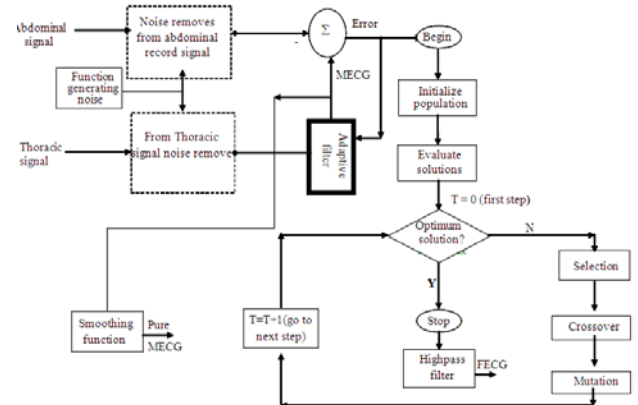 Abdominal
signal
Noise removes
from abdominal
record signal
Function
generating
noise
Thoracic
signal
From Thoracic
signal noise remove
Σ
-
Error
MECG
Adaptive
filter
Begin
Initialize
population
Evaluate
solutions
T = 0 (first step)
Optimum
solution?
N
Y
Selection
Crossover
Mutation
T=T-1(go to
next step)
Stop
Highpass
filter
FECG
Smoothing
function
Pure
MECG